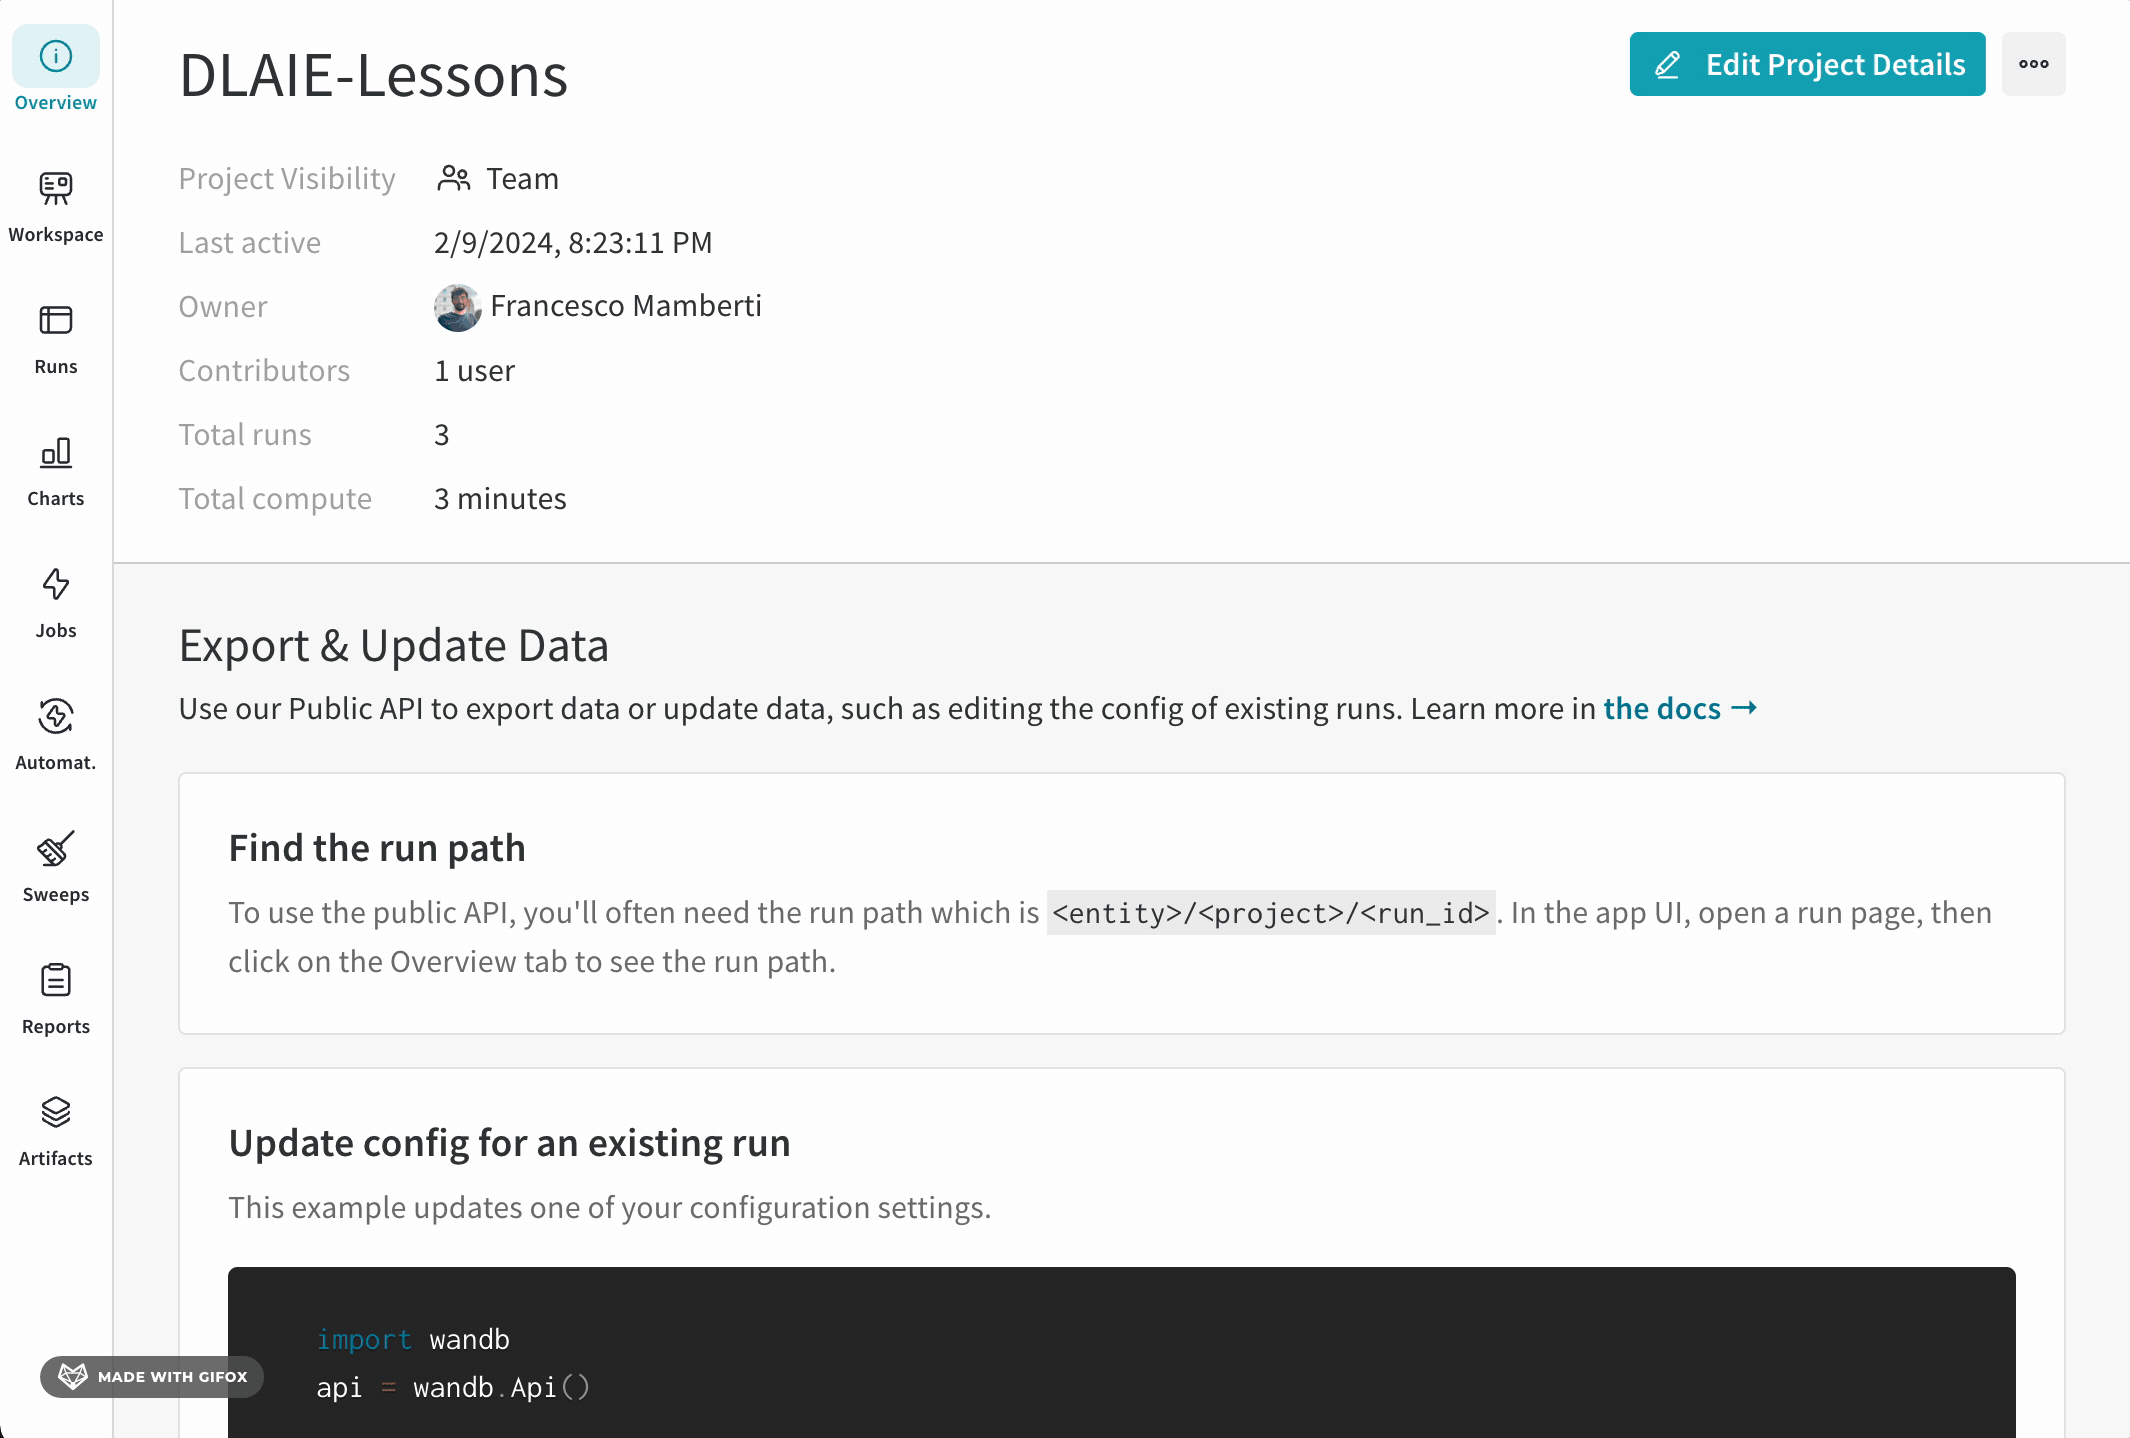 Overview
Workspace
Runs
Charts
Jobs
Automat.
Sweeps
Reports
Artifacts
DLAIE-Lessons
Edit Project Details
Project Visibility Team
Last active 2/9/2024, 8:23:11 PM
Owner Francesco Mamberti
Contributors 1 user
Total runs 3
Total compute 3 minutes
Export & Update Data
Use our Public API to export data or update data, such as editing the config of existing runs. Learn more in the docs →
Find the run path
To use the public API, you'll often need the run path which is <entity>/<project>/<run_id>. In the app UI, open a run page, then
click on the Overview tab to see the run path.
Update config for an existing run
This example updates one of your configuration settings.
import wandb
api = wandb.Api()
MADE WITH GIFOX